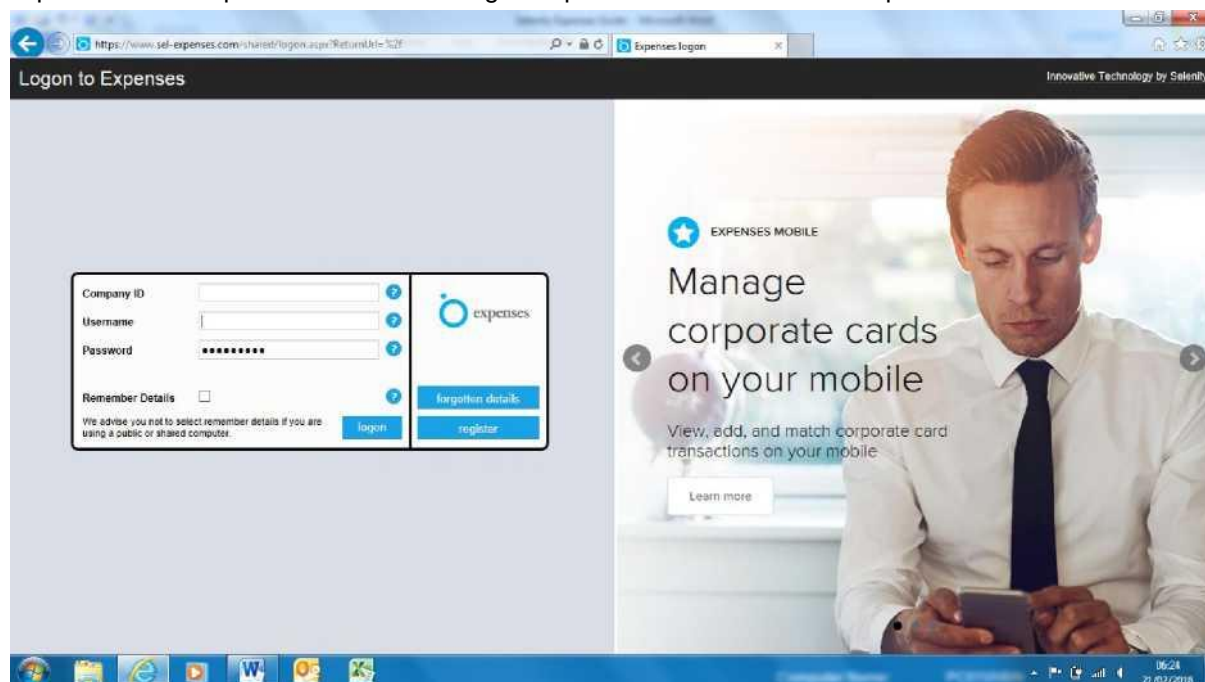 https://www.sel-expenses.com/shared/logon.aspx?ReturnUrl=%2f
Expenses logon
Logon to Expenses
Innovative Technology by Selenity
Company ID
Username
Password
Remember Details
We advise you not to select remember details if you are
using a public or shared computer.
logon
expenses
forgotten details
register
EXPENSES MOBILE
Manage
corporate cards
on your mobile
View, add, and match corporate card
transactions on your mobile
Learn more
06:24
21/02/2018